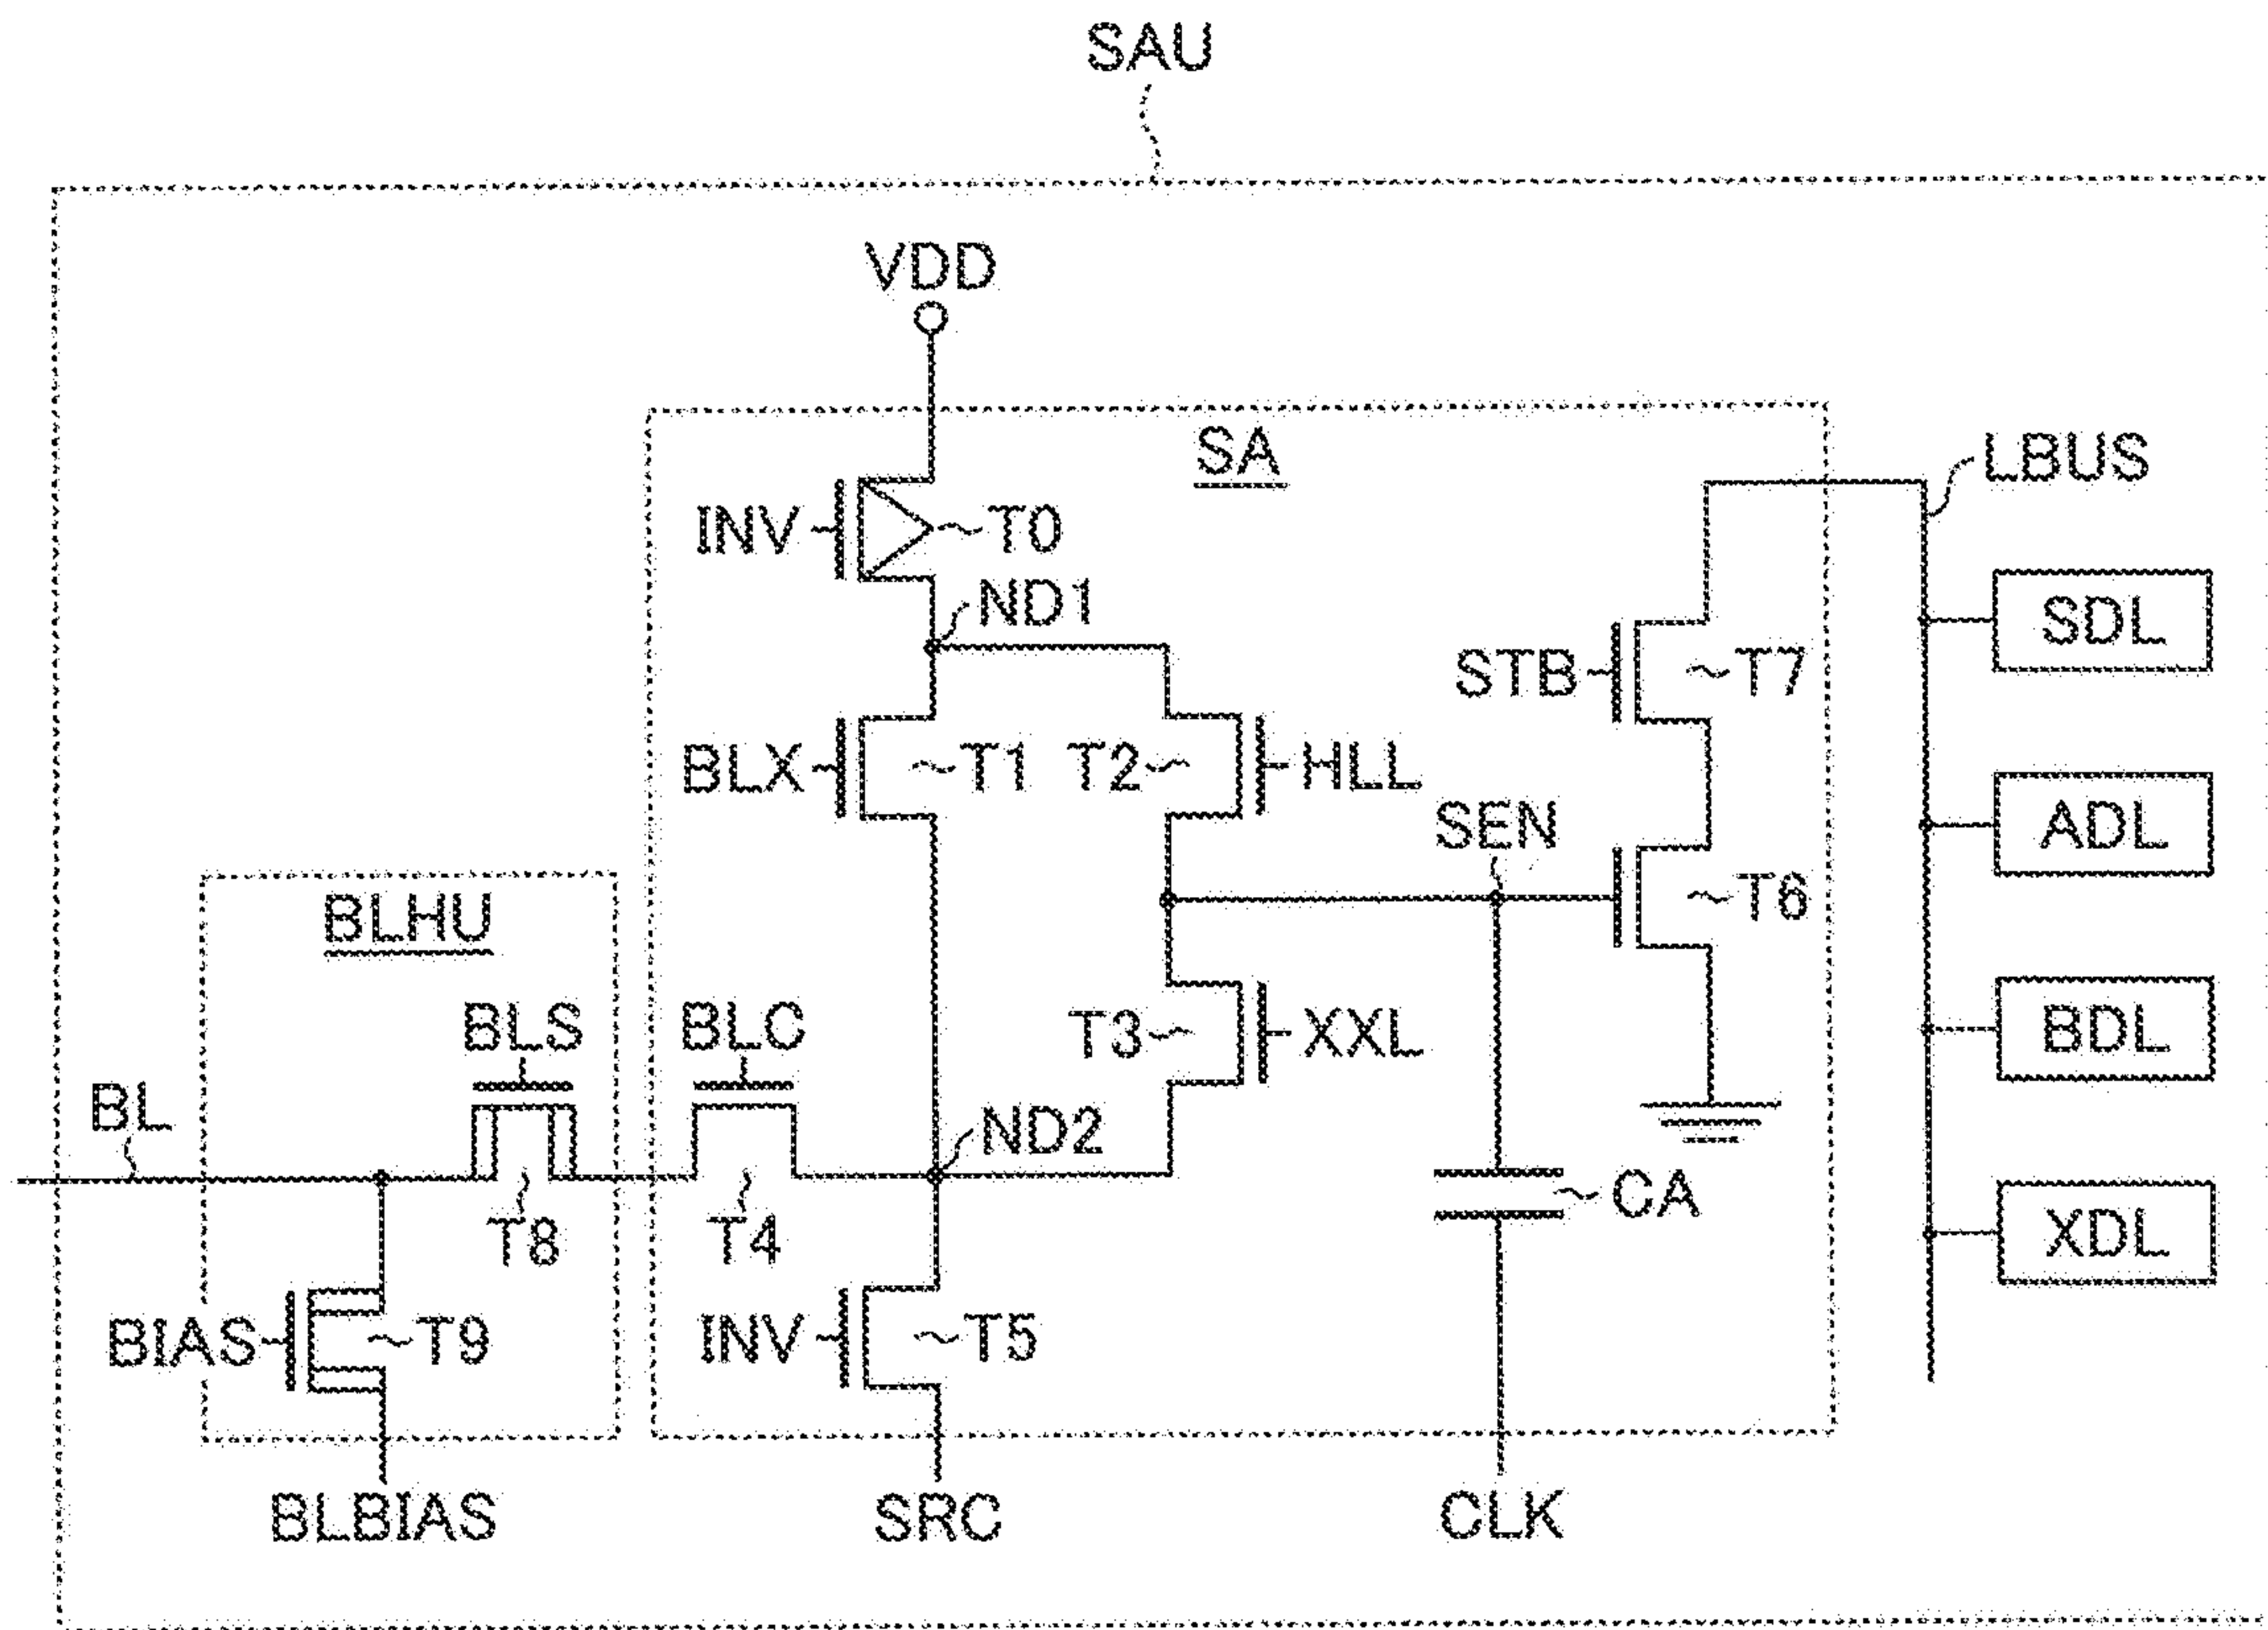 SAU
VDD
SA
LBUS
INV
T0
ND1
SDL
STB
T7
BLX
T1
T2
HLL
SEN
ADL
T6
BLHU
BLS
BLC
T3
XXL
BDL
BL
ND2
CA
T8
T4
XDL
BIAS
T9
INV
T5
BLBIAS
SRC
CLK